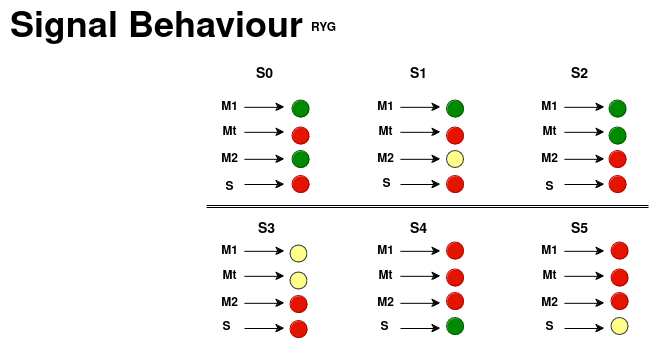 Signal Behaviour RYG
S0 S1 S2
M1 M1 M1
Mt Mt Mt
M2 M2 M2
S S S
S3 S4 S5
M1 M1 M1
Mt Mt Mt
M2 M2 M2
S S S